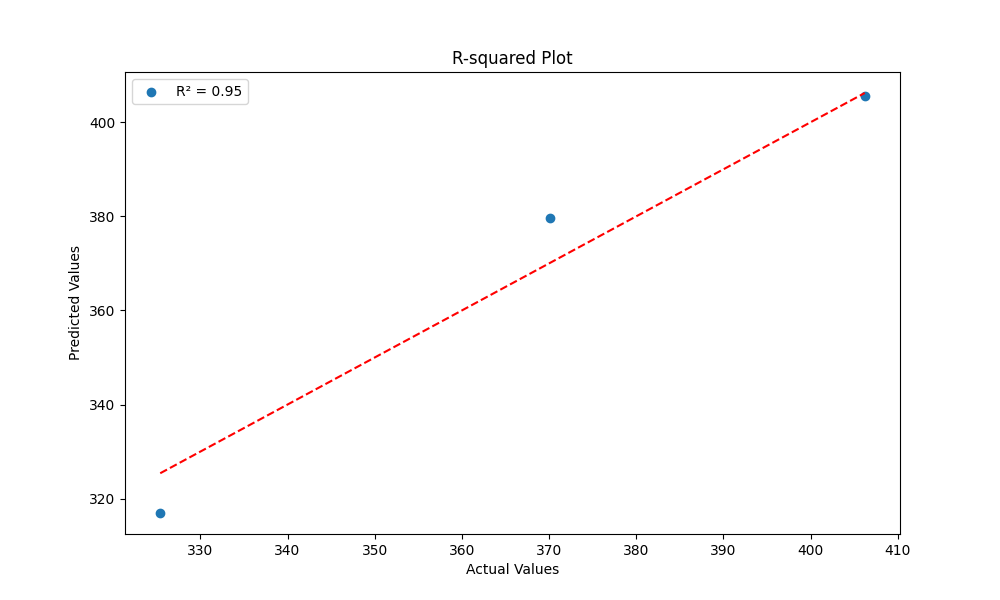 R-squared Plot
R² = 0.95
400
380
360
340
320
Predicted Values
330 340 350 360 370 380 390 400 410
Actual Values